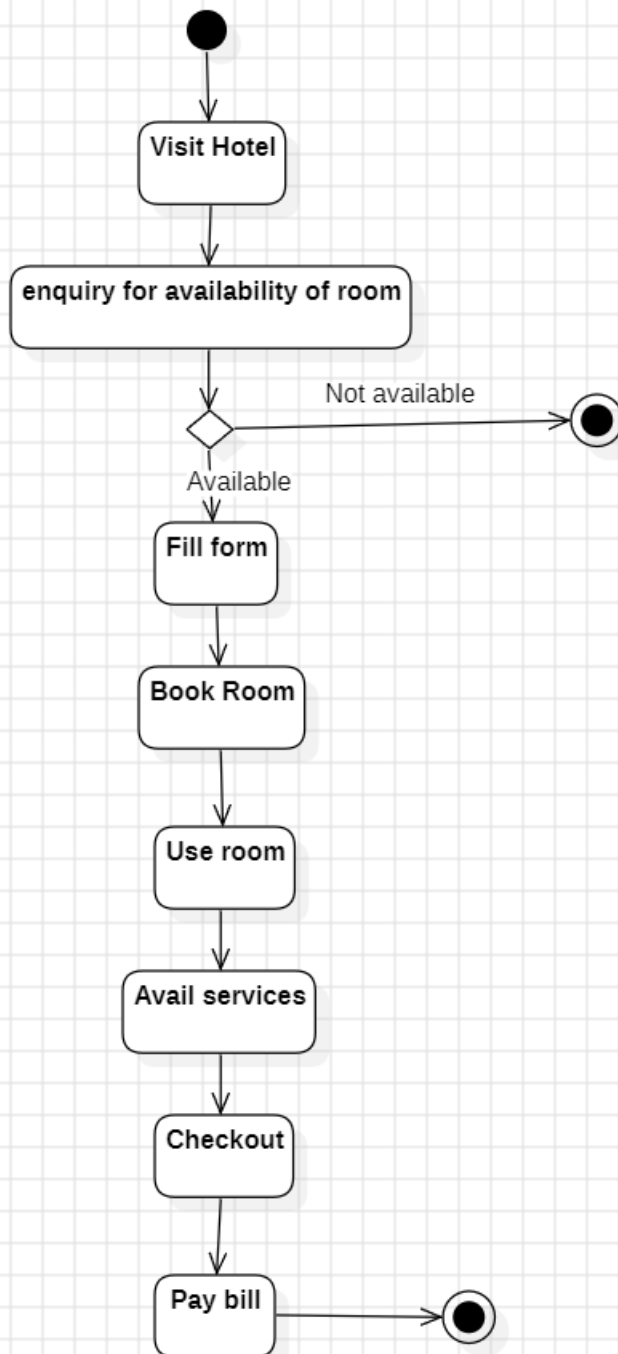 Visit Hotel
enquiry for availability of room
Not available
Available
Fill form
Book Room
Use room
Avail services
Checkout
Pay bill